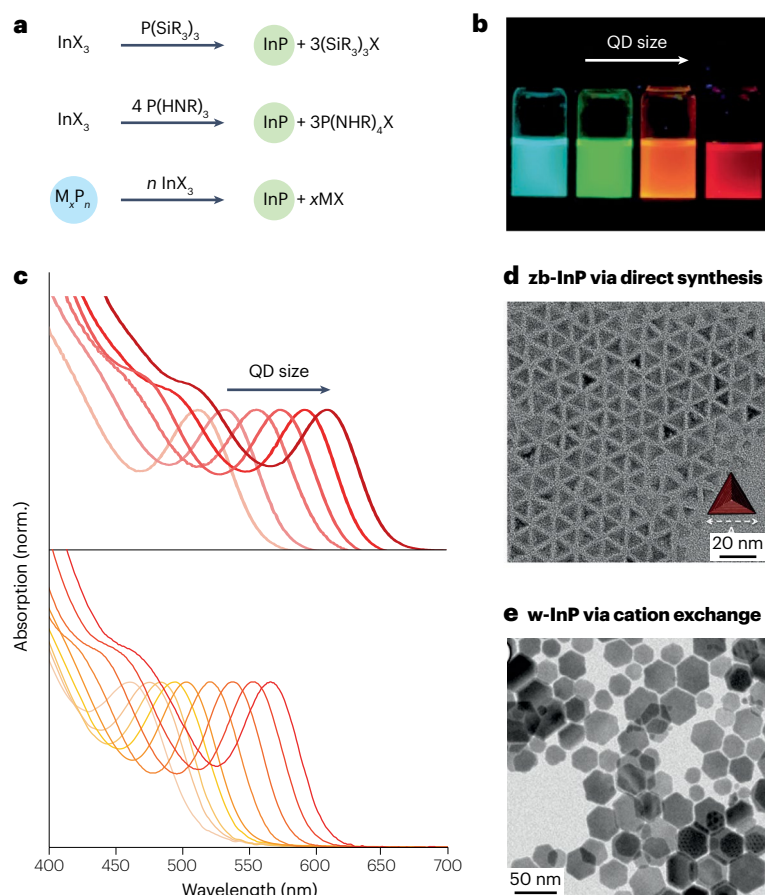 a
InX₃ P(SiR₃)₃ InP + 3(SiR₃)₃X
InX₃ 4 P(HNR)₃ InP + 3P(NHR)₄X
MₓPₙ n InX₃ InP + xMX
b
QD size
c
QD size
Absorption (norm.)
400 450 500 550 600 650 700
Wavelength (nm)
d zb-InP via direct synthesis
20 nm
e w-InP via cation exchange
50 nm